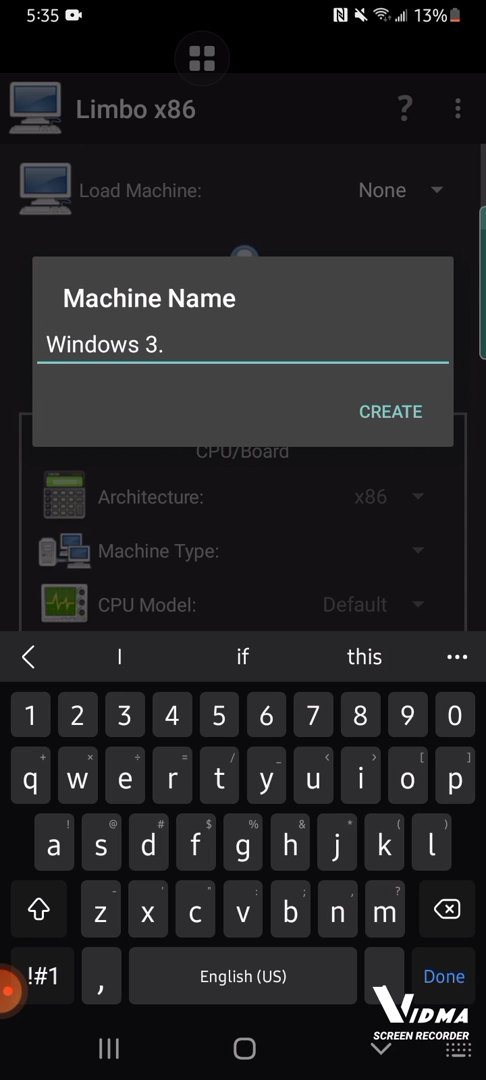 5:35 13%
Limbo x86 ?
Load Machine: None
Machine Name
Windows 3.
CREATE
CPU/Board
Architecture: x86
Machine Type:
CPU Model: Default
I if this
1 2 3 4 5 6 7 8 9 0
+ × ÷ = / _ < > [ ]
q w e r t y u i o p
! @ # $ % & * ( )
a s d f g h j k l
- ' " : ; , ?
z x c v b n m
!#1 , English (US) Done
VIDMA
SCREEN RECORDER